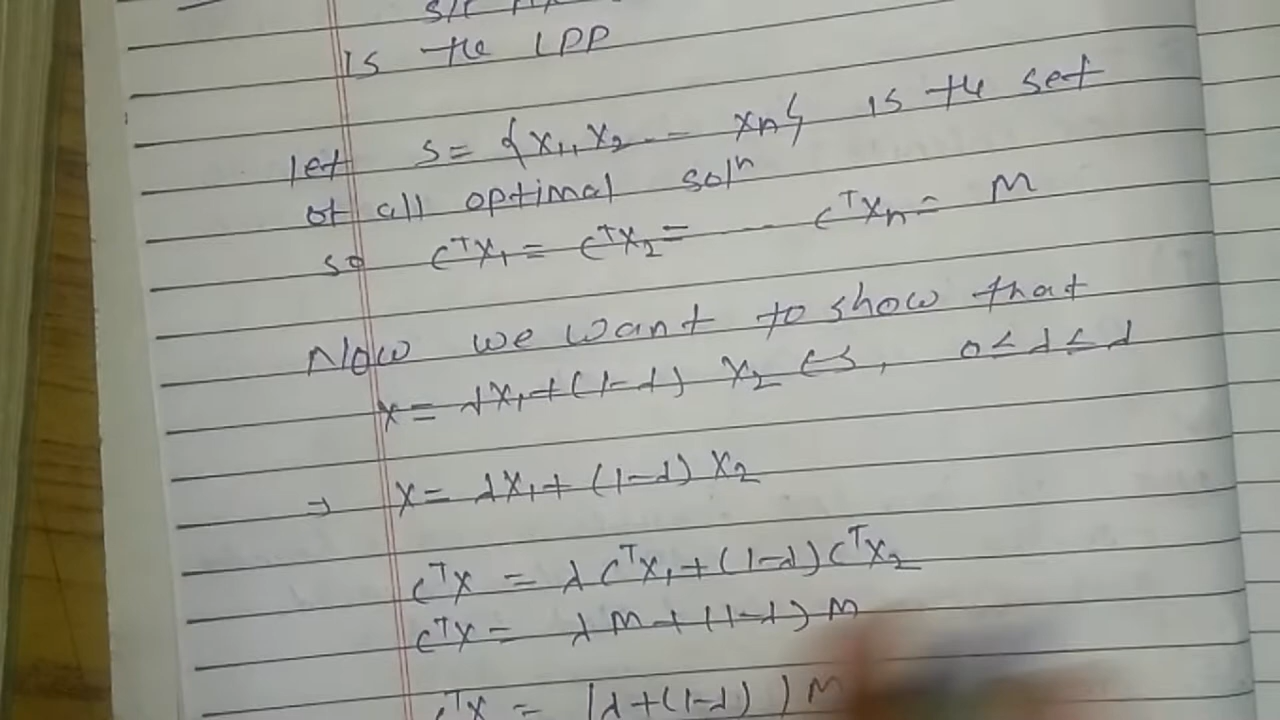 is the LPP
let S = {x₁, x₂ --- xn} is the set
of all optimal solⁿ
so cᵀx₁ = cᵀx₂ = ---- cᵀxn = M
Now we want to show that
x = λx₁ + (1-λ) x₂ ∈ S, 0 ≤ λ ≤ λ
⇒ x = λx₁ + (1-λ) x₂
cᵀx = λ cᵀx₁ + (1-λ) cᵀx₂
cᵀx = λ M + (1-λ) M
cᵀx = (λ + (1-λ)) M